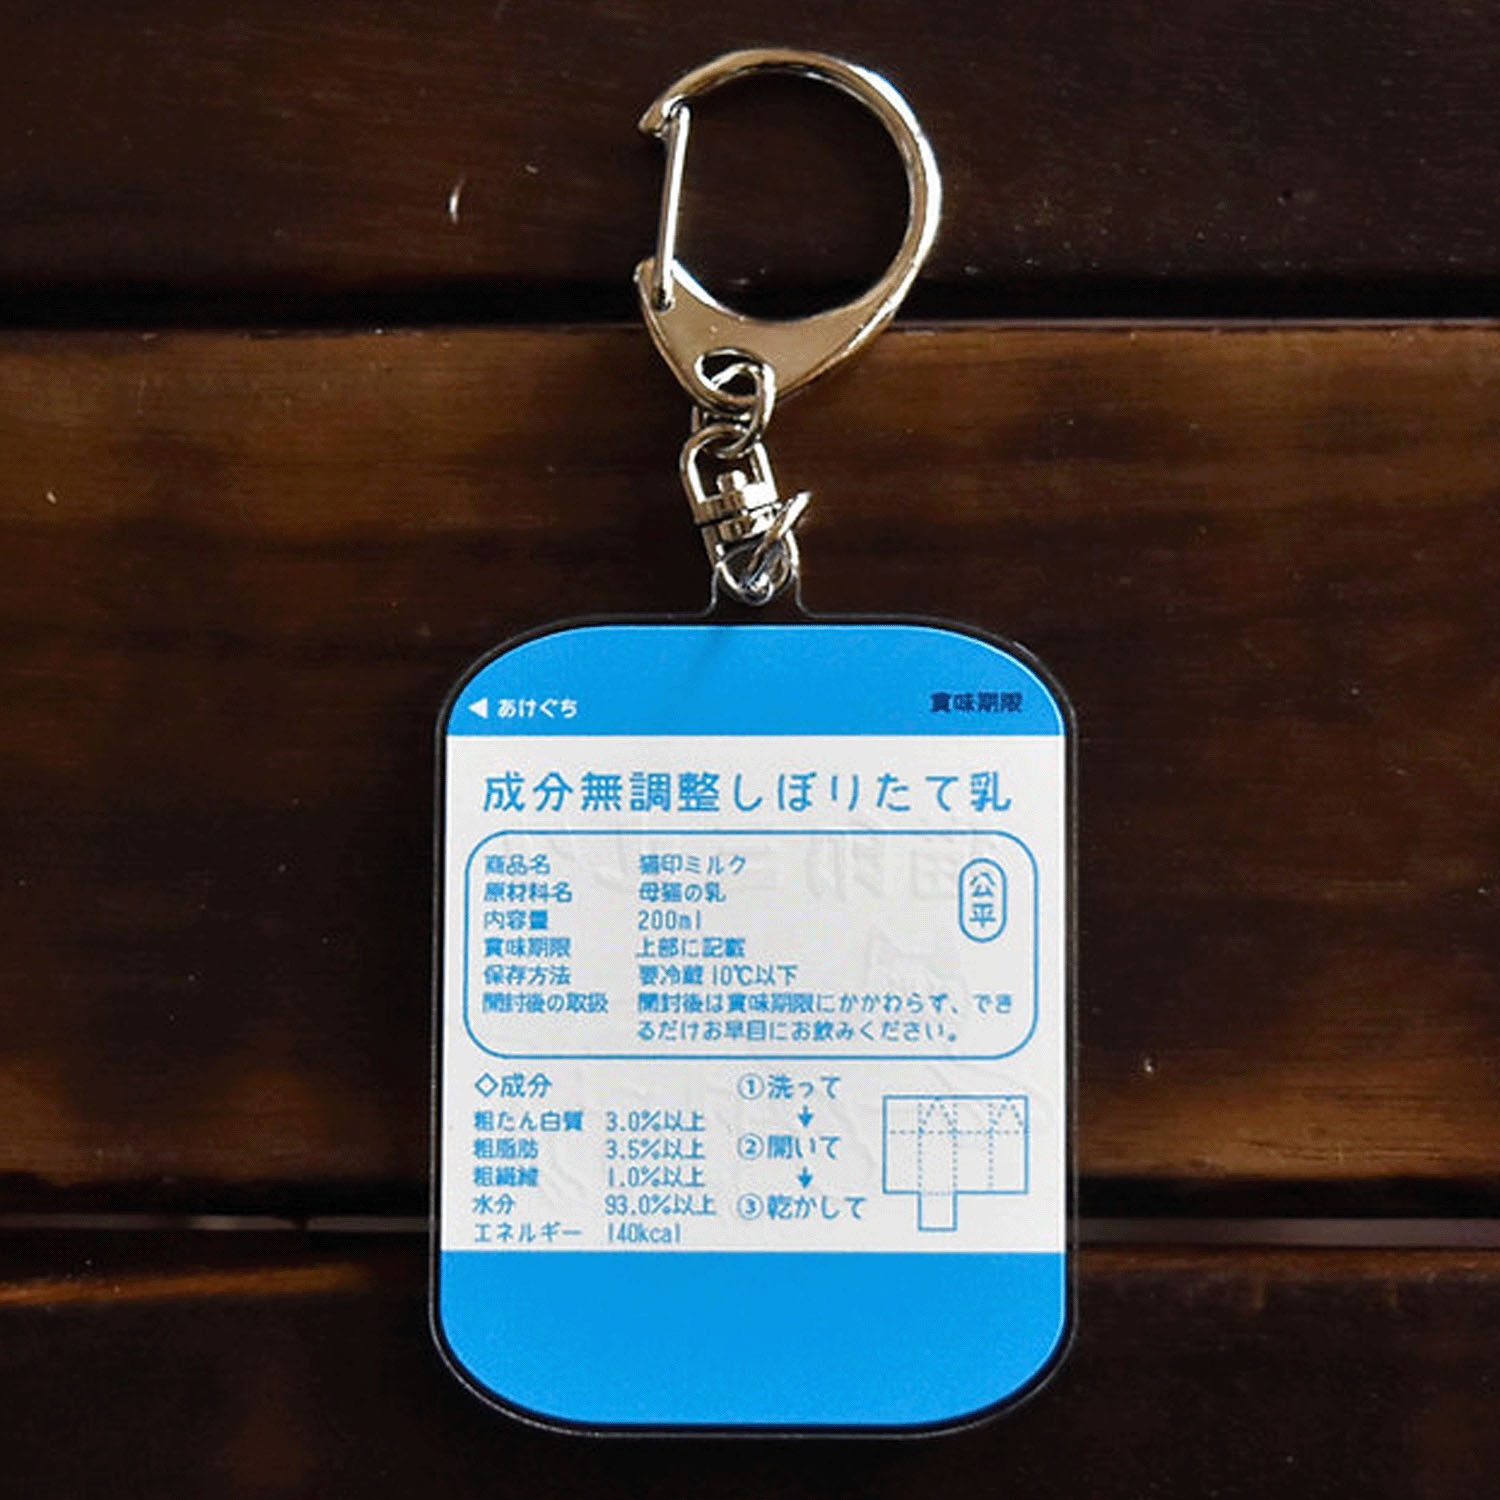 ◀ あけぐち
賞味期限
成分無調整しぼりたて乳
商品名 猫印ミルク
原材料名 母猫の乳
内容量 200ml
賞味期限 上部に記載
保存方法 要冷蔵10℃以下
開封後の取扱 開封後は賞味期限にかかわらず、でき
るだけお早目にお飲みください。
公平
◇成分
粗たん白質 3.0%以上
粗脂肪 3.5%以上
粗繊維 1.0%以上
水分 93.0%以上
エネルギー 140kcal
①洗って
②開いて
③乾かして